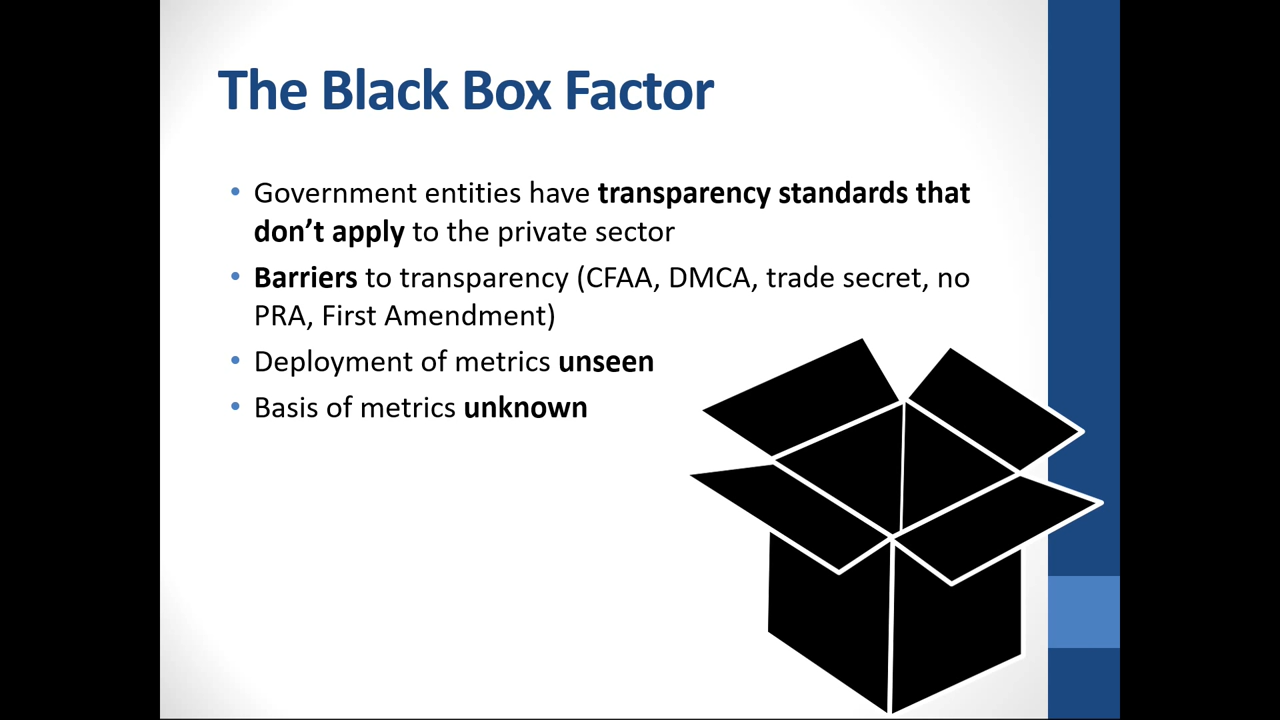 The Black Box Factor
• Government entities have transparency standards that
don’t apply to the private sector
• Barriers to transparency (CFAA, DMCA, trade secret, no
PRA, First Amendment)
• Deployment of metrics unseen
• Basis of metrics unknown